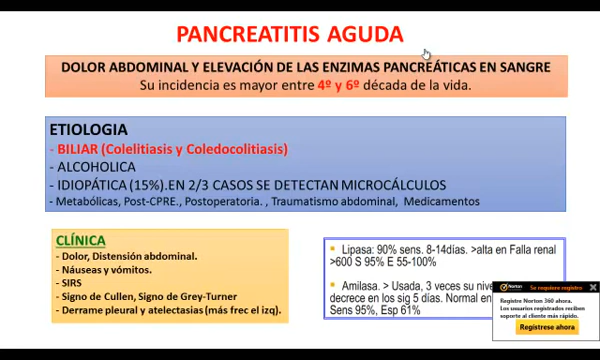 PANCREATITIS AGUDA
DOLOR ABDOMINAL Y ELEVACIÓN DE LAS ENZIMAS PANCREÁTICAS EN SANGRE
Su incidencia es mayor entre 4º y 6º década de la vida.
ETIOLOGIA
- BILIAR (Colelitiasis y Coledocolitiasis)
- ALCOHOLICA
- IDIOPÁTICA (15%).EN 2/3 CASOS SE DETECTAN MICROCÁLCULOS
- Metabólicas, Post-CPRE., Postoperatoría. , Traumatismo abdominal, Medicamentos
CLÍNICA
- Dolor, Distensión abdominal.
- Náuseas y vómitos.
- SIRS
- Signo de Cullen, Signo de Grey-Turner
- Derrame pleural y atelectasias (más frec el izq).
Lipasa: 90% sens. 8-14días. >alta en Falla renal
>600 S 95% E 55-100%
Amilasa. > Usada, 3 veces su nive
decrece en los sig 5 días. Normal en
Sens 95%, Esp 61%
Norton
Se requiere registro
Registre Norton 360 ahora.
Los usuarios registrados reciben
soporte al cliente más rápido.
Regístrese ahora